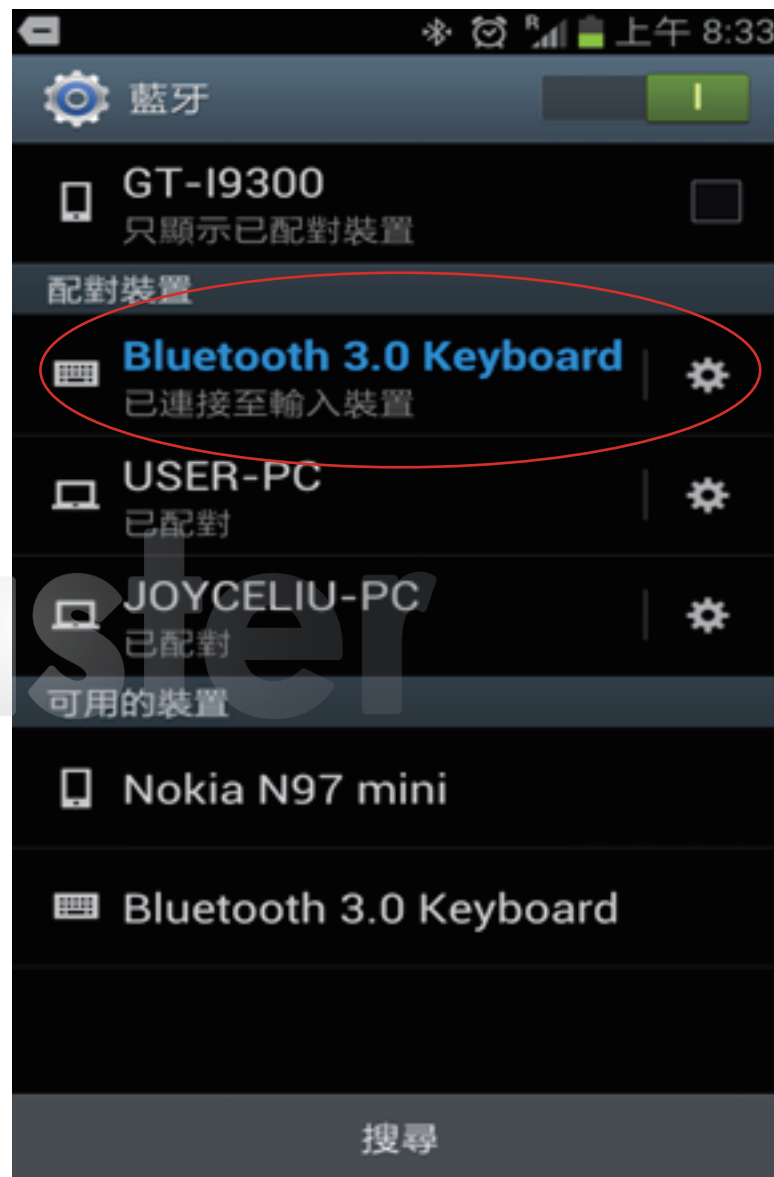 R 上午 8:33
藍牙
GT-I9300
只顯示已配對裝置
配對裝置
Bluetooth 3.0 Keyboard
已連接至輸入裝置
USER-PC
已配對
JOYCELIU-PC
已配對
可用的裝置
Nokia N97 mini
Bluetooth 3.0 Keyboard
搜尋